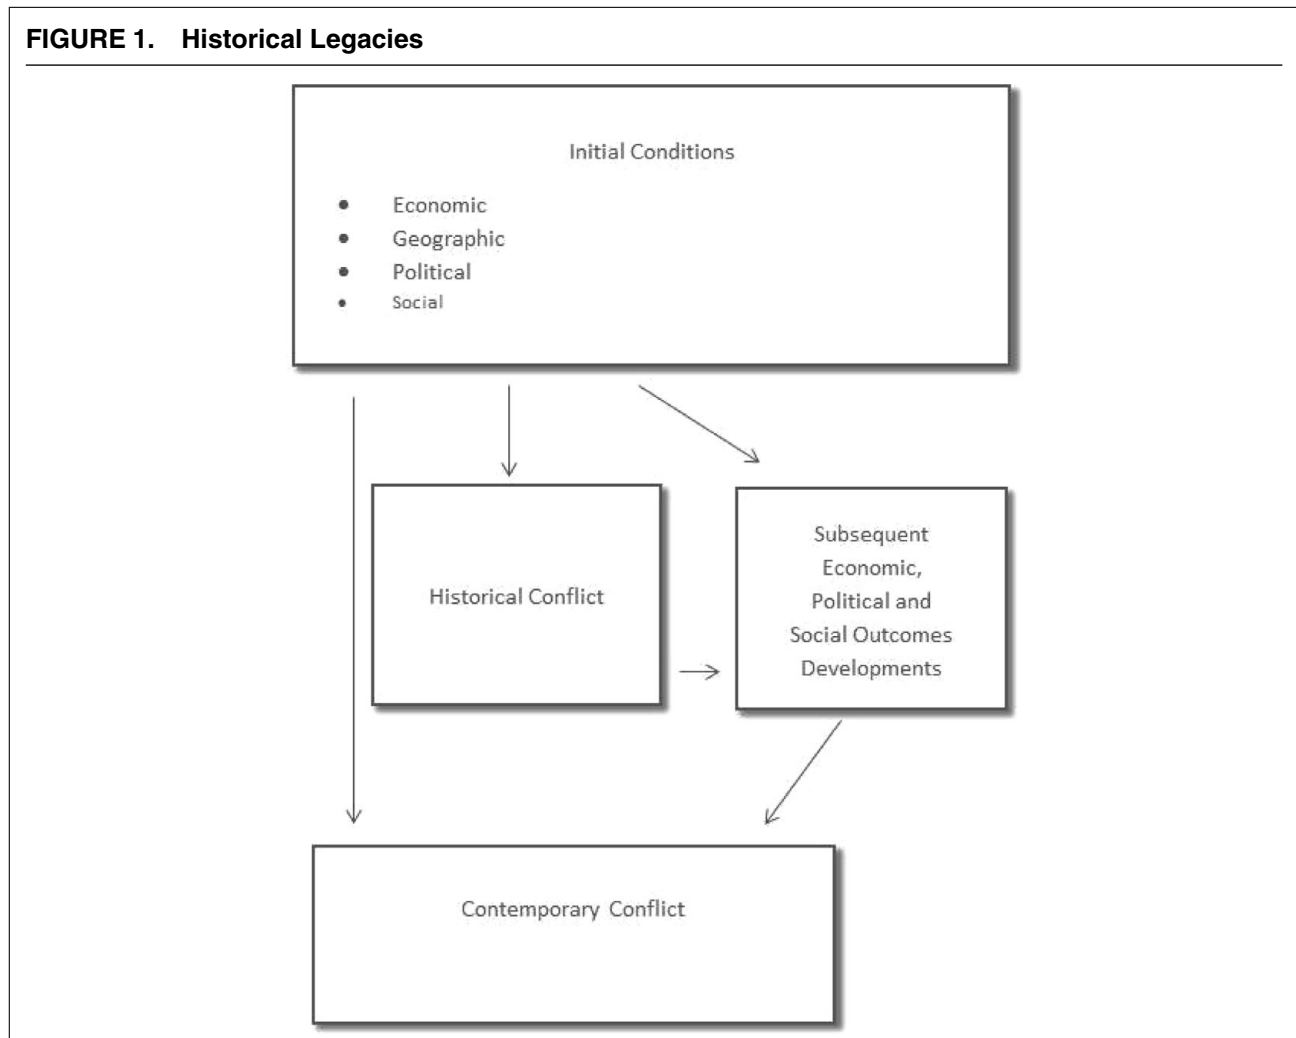 FIGURE 1. Historical Legacies
Initial Conditions
• Economic
• Geographic
• Political
• Social
Historical Conflict
Subsequent
Economic,
Political and
Social Outcomes
Developments
Contemporary Conflict